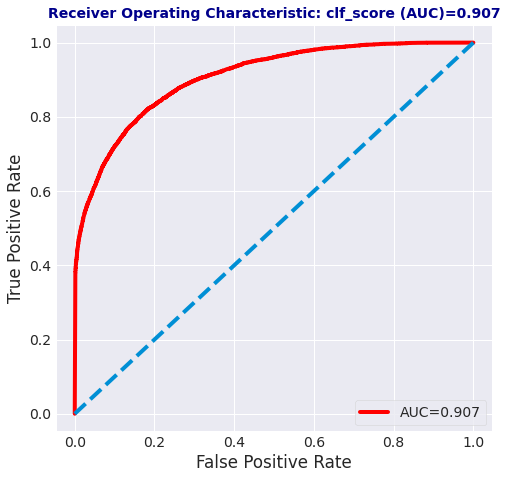 Receiver Operating Characteristic: clf_score (AUC)=0.907
True Positive Rate
1.0
0.8
0.6
0.4
0.2
0.0
AUC=0.907
0.0 0.2 0.4 0.6 0.8 1.0
False Positive Rate